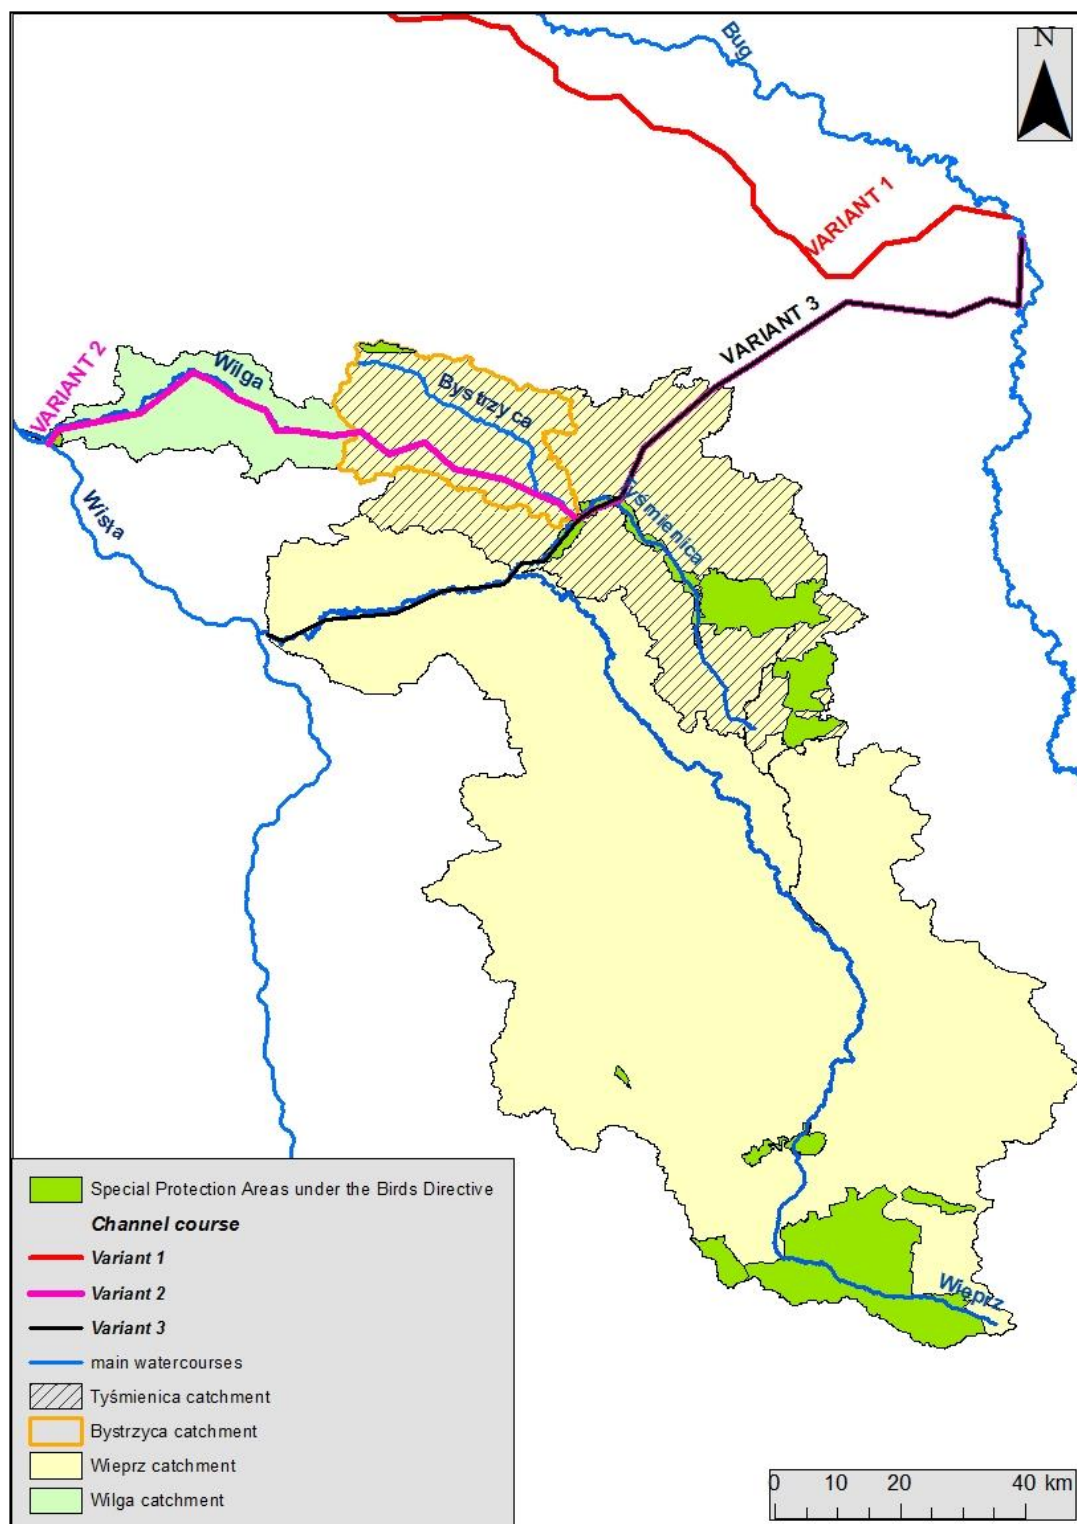 Bug
N
VARIANT 1
VARIANT 3
VARIANT 2
Wilga
Bystrzyca
Tyśmienica
Wisła
Wieprz
Special Protection Areas under the Birds Directive
Channel course
Variant 1
Variant 2
Variant 3
main watercourses
Tyśmienica catchment
Bystrzyca catchment
Wieprz catchment
Wilga catchment
0 10 20 40 km